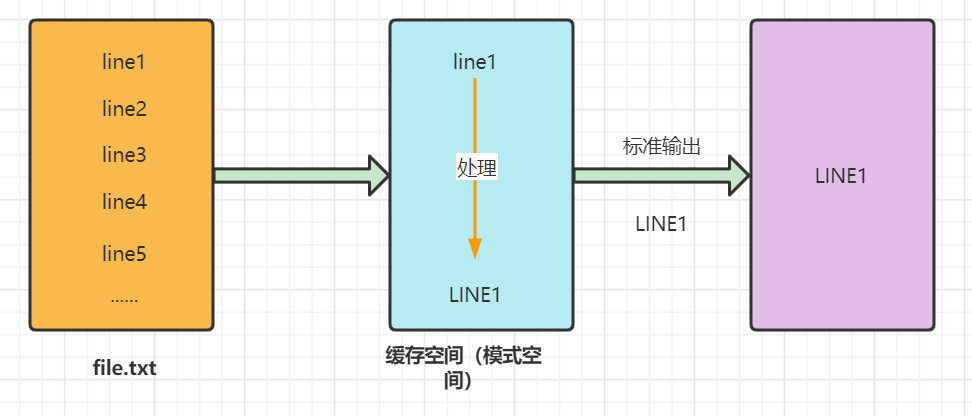 line1
line2
line3
line4
line5
......
file.txt
line1
处理
LINE1
缓存空间（模式空
间）
标准输出
LINE1
LINE1